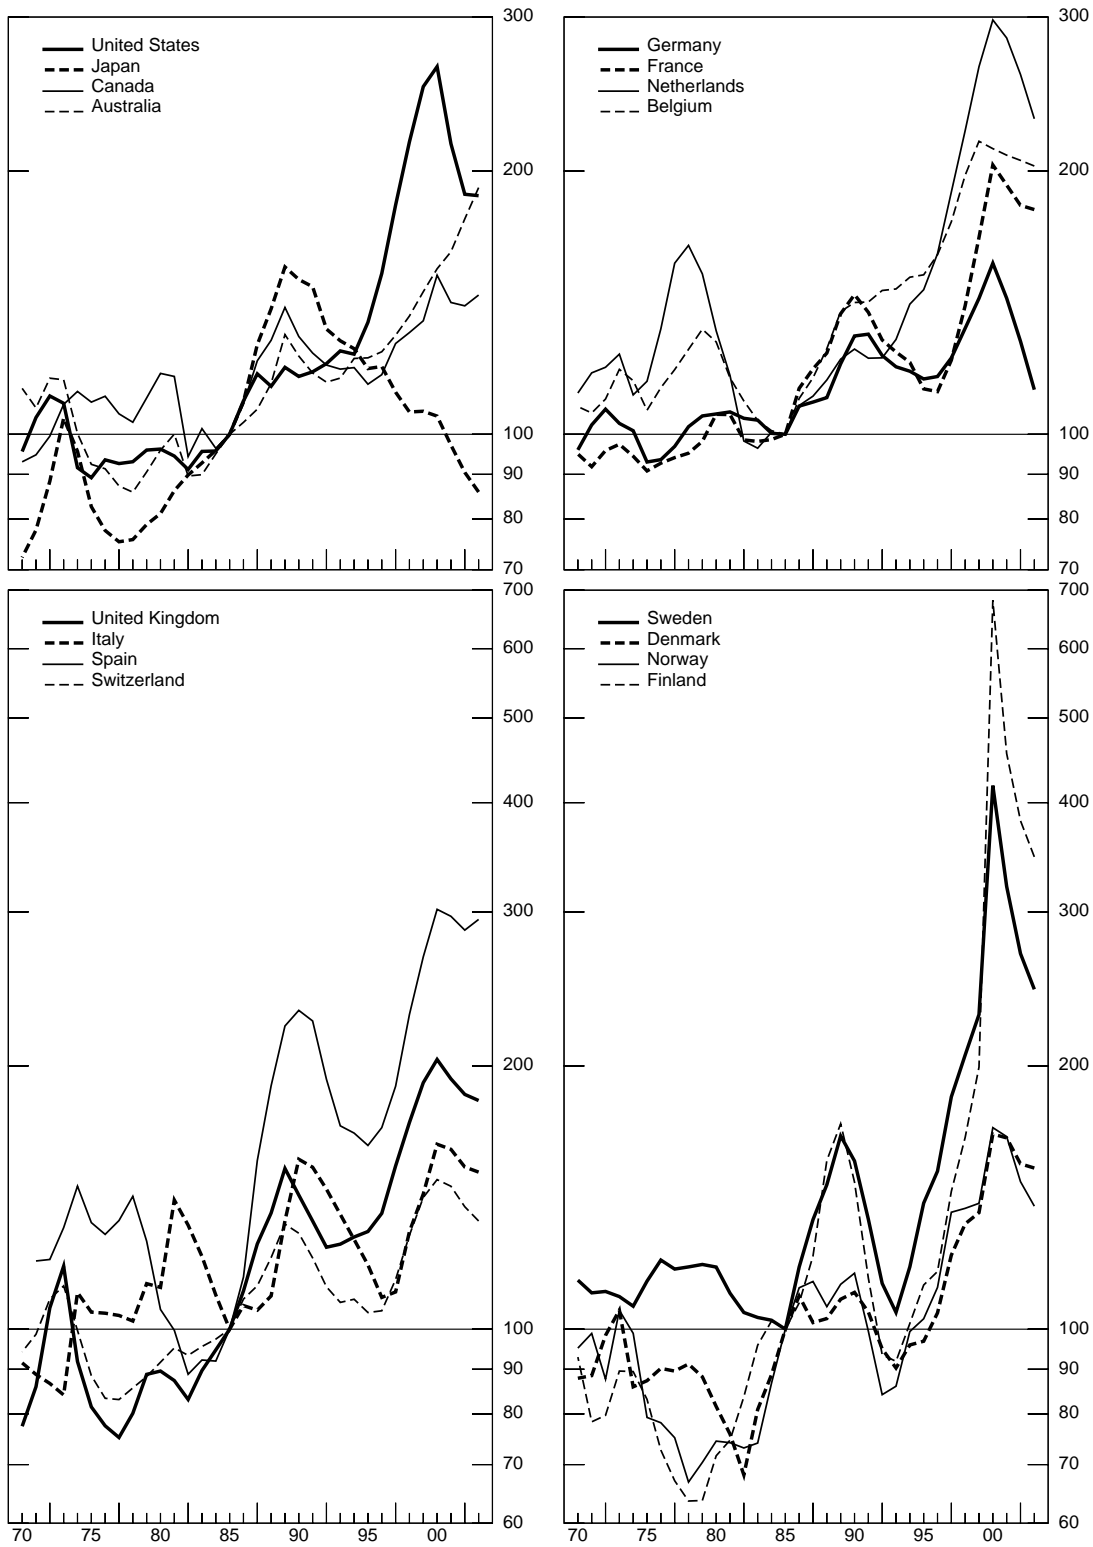 United States
Japan
Canada
Australia
300
200
100
90
80
70
Germany
France
Netherlands
Belgium
300
200
100
90
80
70
United Kingdom
Italy
Spain
Switzerland
700
600
500
400
300
200
100
90
80
70
60
70 75 80 85 90 95 00
Sweden
Denmark
Norway
Finland
700
600
500
400
300
200
100
90
80
70
60
70 75 80 85 90 95 00